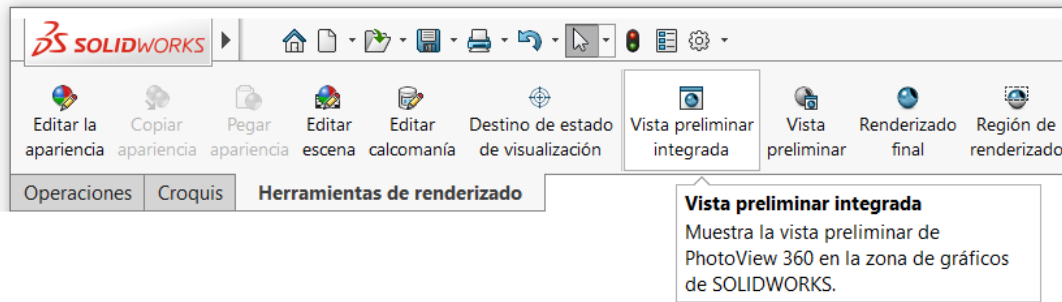 SOLIDWORKS
Editar la apariencia
Copiar apariencia
Pegar apariencia
Editar escena
Editar calcomanía
Destino de estado de visualización
Vista preliminar integrada
Vista preliminar
Renderizado final
Región de renderizado
Operaciones
Croquis
Herramientas de renderizado
Vista preliminar integrada
Muestra la vista preliminar de
PhotoView 360 en la zona de gráficos
de SOLIDWORKS.